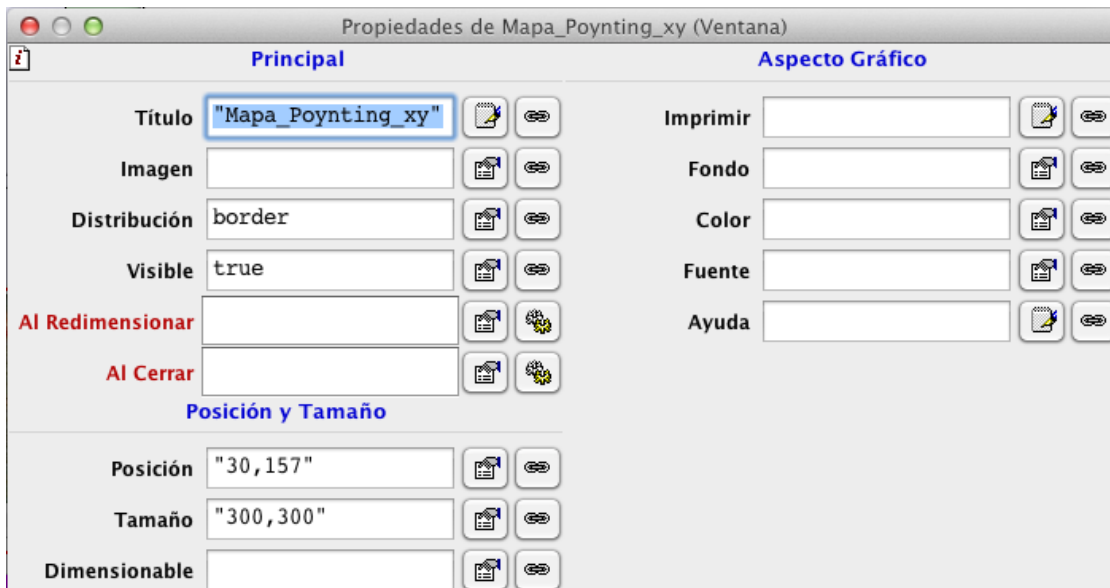 Propiedades de Mapa_Poynting_xy (Ventana)
Principal
Título "Mapa_Poynting_xy"
Imagen
Distribución border
Visible true
Al Redimensionar
Al Cerrar
Posición y Tamaño
Posición "30,157"
Tamaño "300,300"
Dimensionable
Aspecto Gráfico
Imprimir
Fondo
Color
Fuente
Ayuda